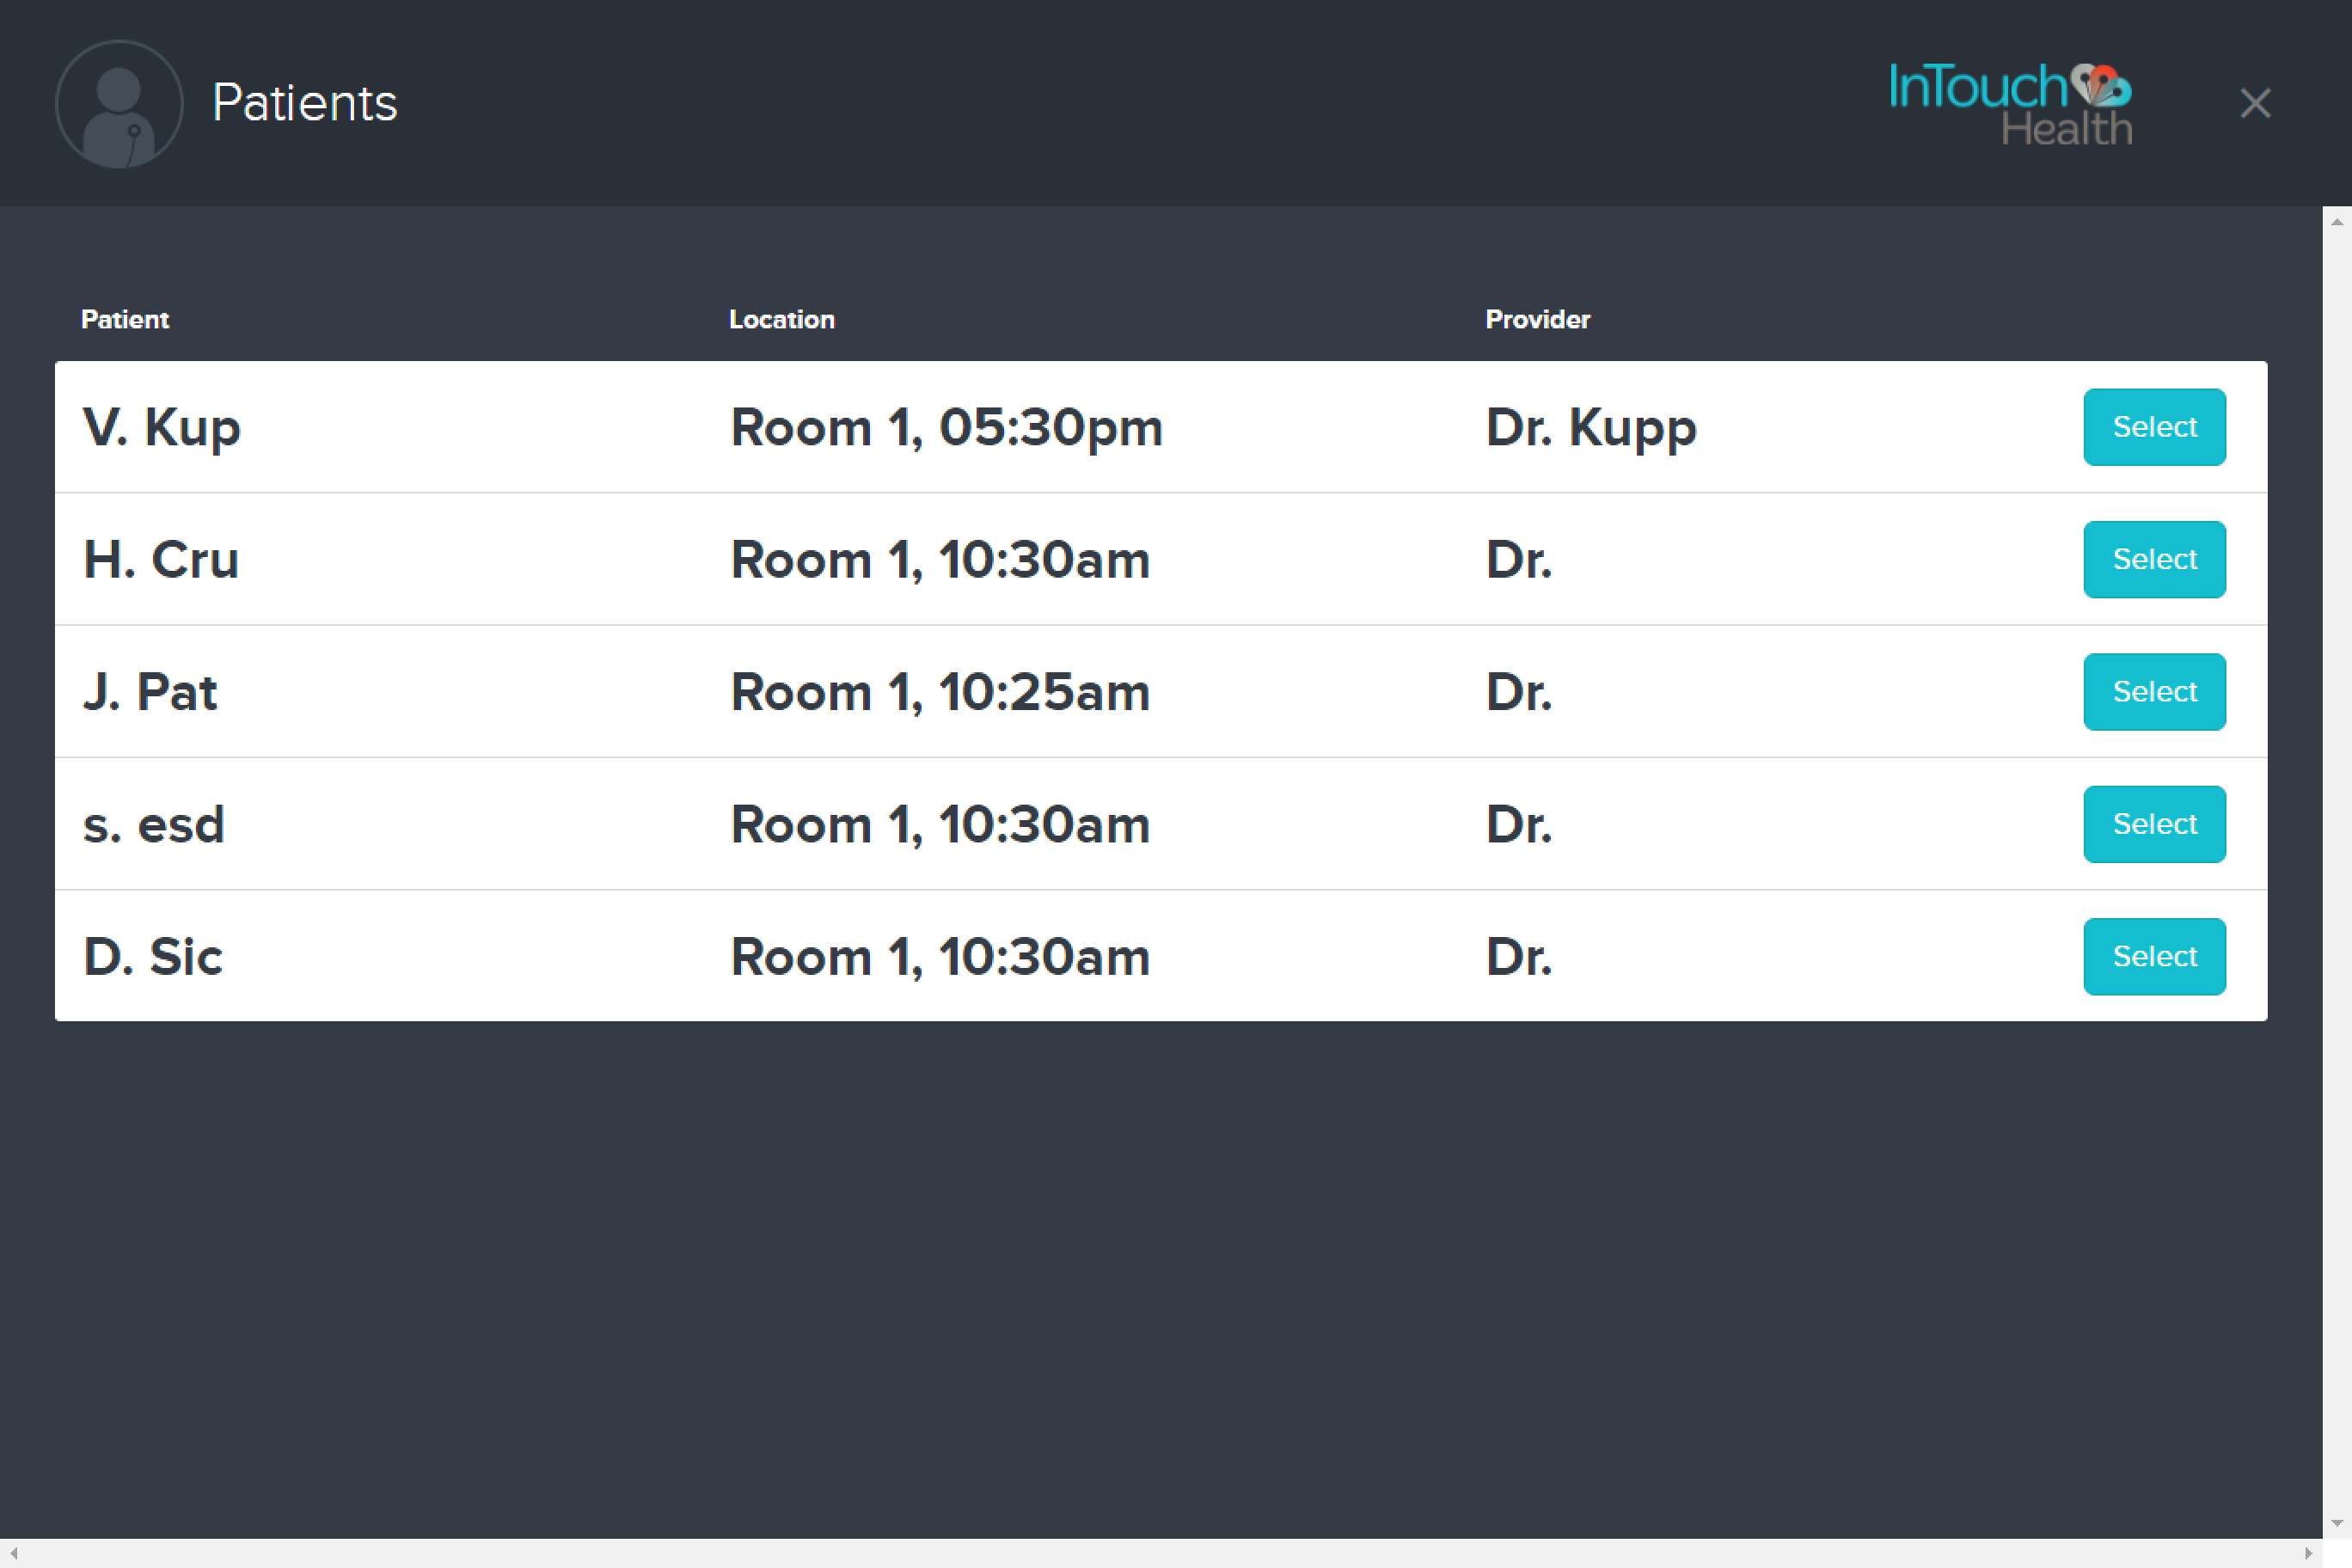 Patients
InTouch
Health
Patient Location Provider
V. Kup Room 1, 05:30pm Dr. Kupp Select
H. Cru Room 1, 10:30am Dr. Select
J. Pat Room 1, 10:25am Dr. Select
s. esd Room 1, 10:30am Dr. Select
D. Sic Room 1, 10:30am Dr. Select